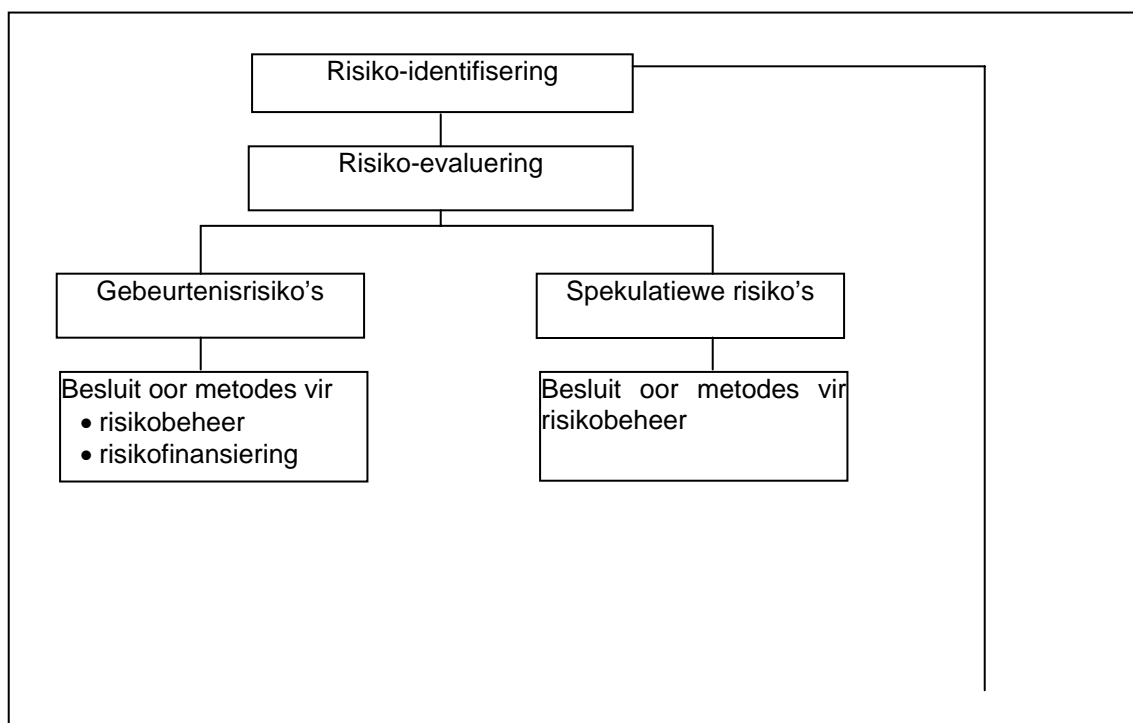 Risiko-identifisering
Risiko-evaluering
Gebeurtenisrisiko’s
Spekulatiewe risiko’s
Besluit oor metodes vir
• risikobeheer
• risikofinansiering
Besluit oor metodes vir
risikobeheer